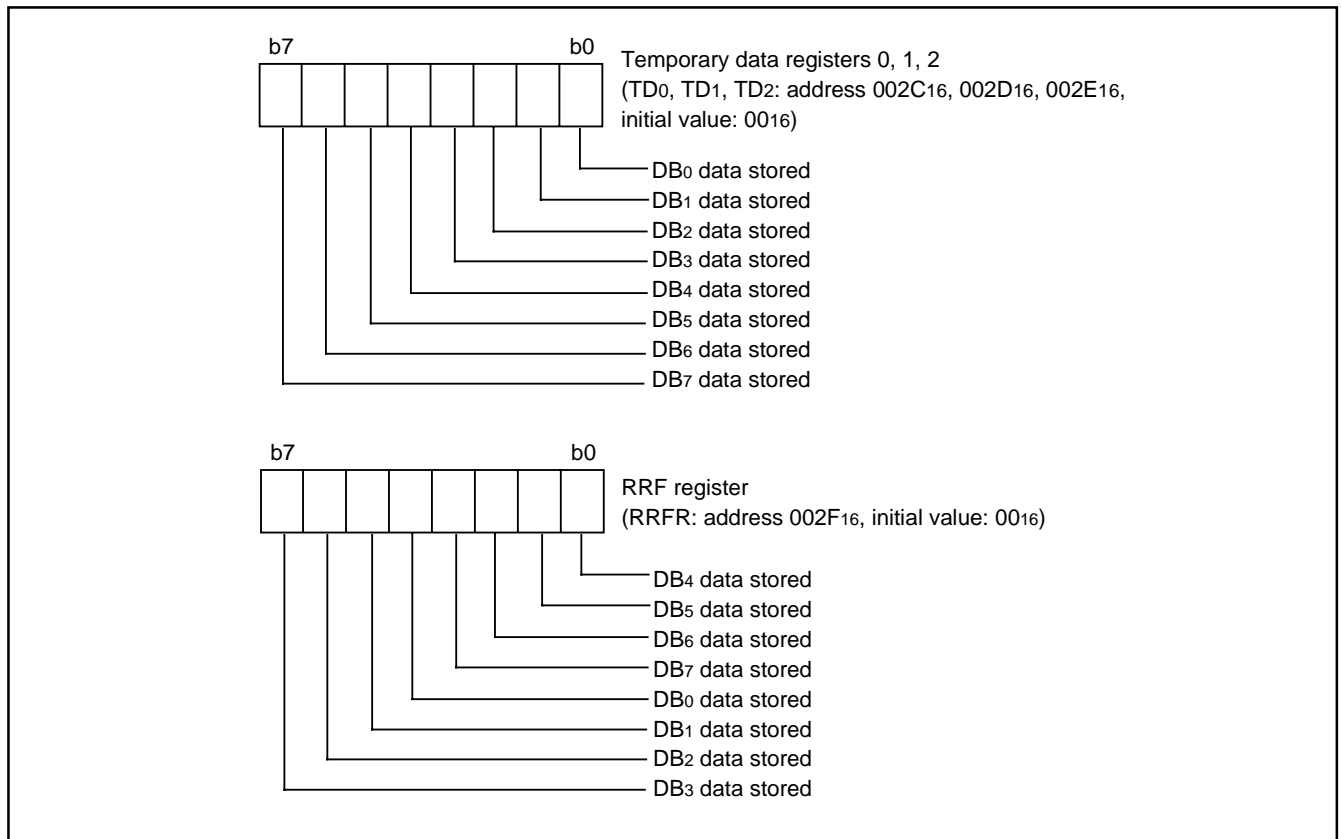 b7 b0
Temporary data registers 0, 1, 2
(TD0, TD1, TD2: address 002C16, 002D16, 002E16,
initial value: 0016)
DB0 data stored
DB1 data stored
DB2 data stored
DB3 data stored
DB4 data stored
DB5 data stored
DB6 data stored
DB7 data stored
b7 b0
RRF register
(RRFR: address 002F16, initial value: 0016)
DB4 data stored
DB5 data stored
DB6 data stored
DB7 data stored
DB0 data stored
DB1 data stored
DB2 data stored
DB3 data stored